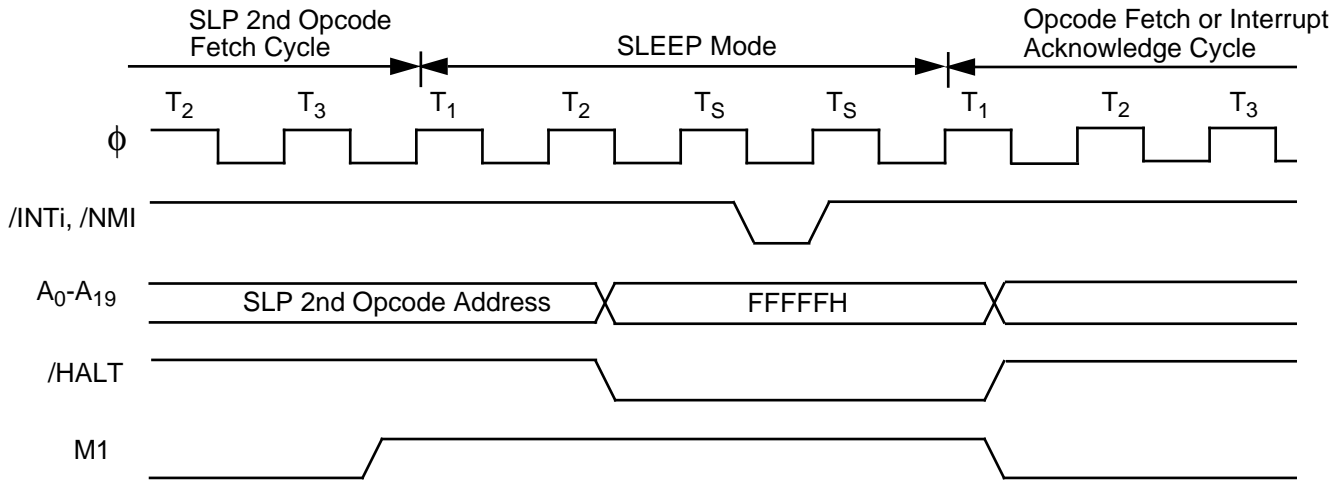 SLP 2nd Opcode
Fetch Cycle
SLEEP Mode
Opcode Fetch or Interrupt
Acknowledge Cycle
T2 T3 T1 T2 TS TS T1 T2 T3
ϕ
/INTi, /NMI
A0-A19
SLP 2nd Opcode Address
FFFFFH
/HALT
M1